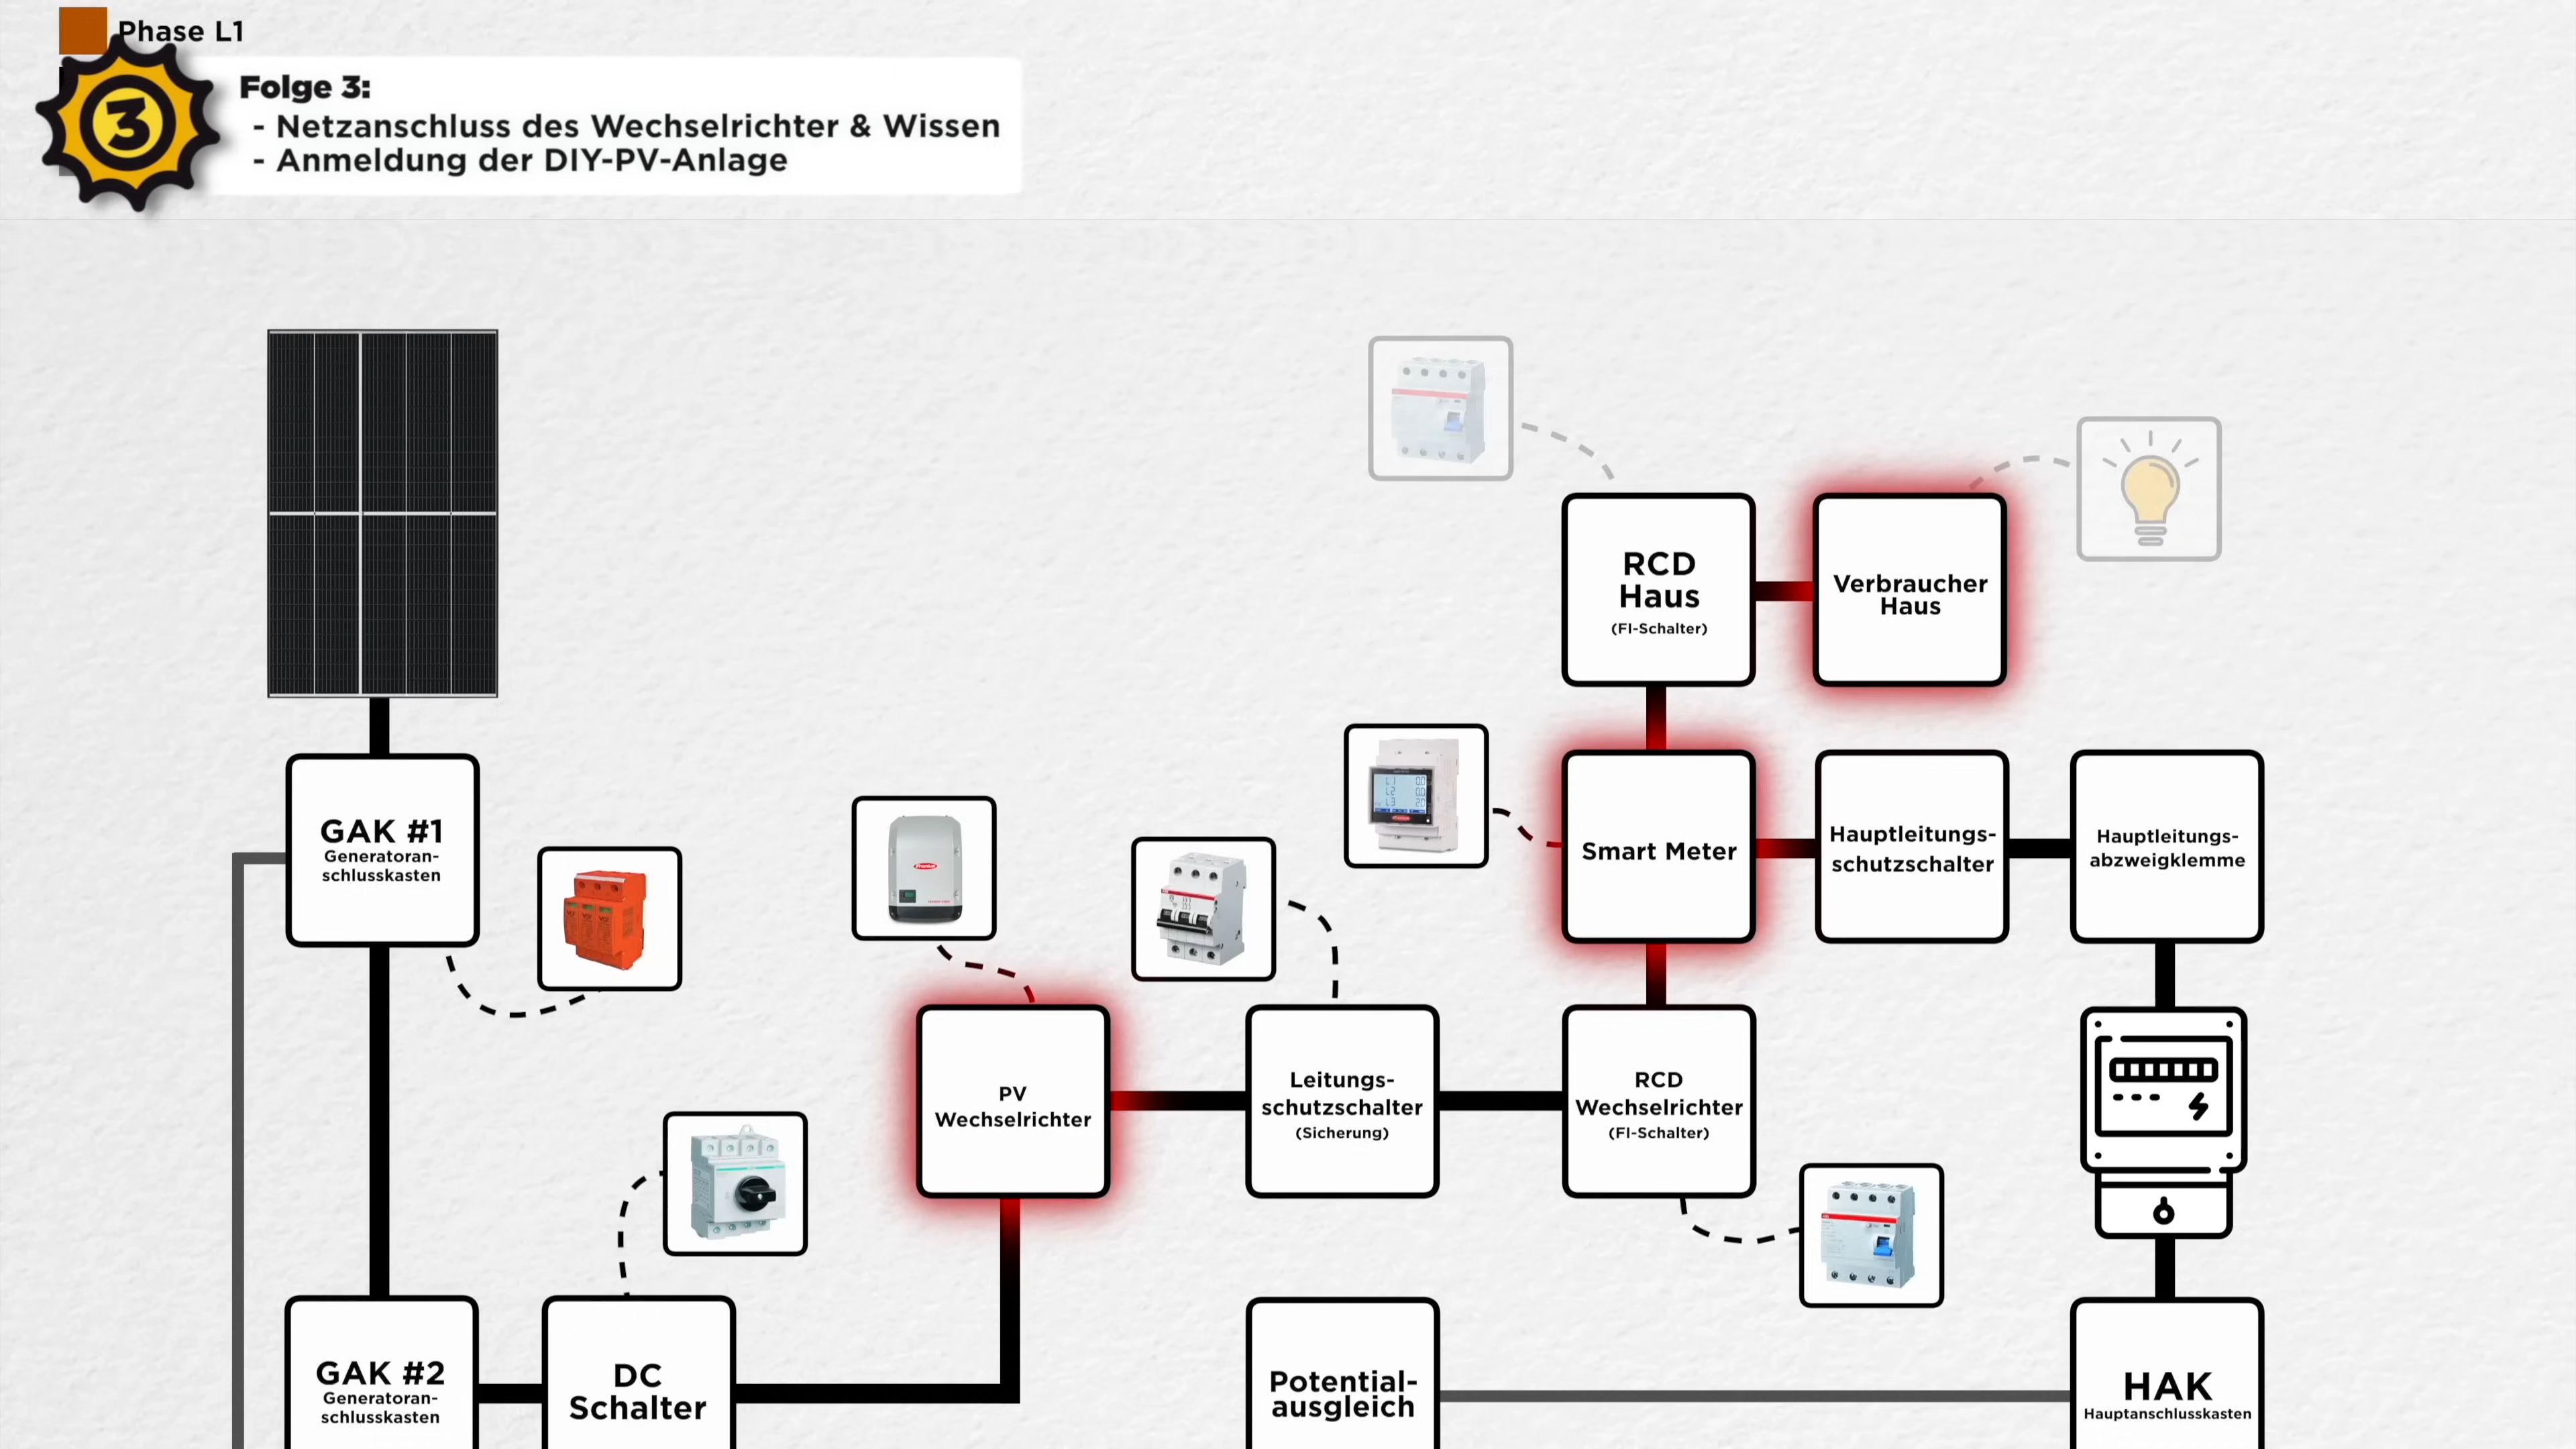 Phase L1
3
Folge 3:
- Netzanschluss des Wechselrichter & Wissen
- Anmeldung der DIY-PV-Anlage
RCD
Haus
(FI-Schalter)
Verbraucher
Haus
GAK #1
Generatoran-
schlusskasten
Smart Meter
Hauptleitungs-
schutzschalter
Hauptleitungs-
abzweigklemme
PV
Wechselrichter
Leitungs-
schutzschalter
(Sicherung)
RCD
Wechselrichter
(FI-Schalter)
GAK #2
Generatoran-
schlusskasten
DC
Schalter
Potential-
ausgleich
HAK
Hauptanschlusskasten